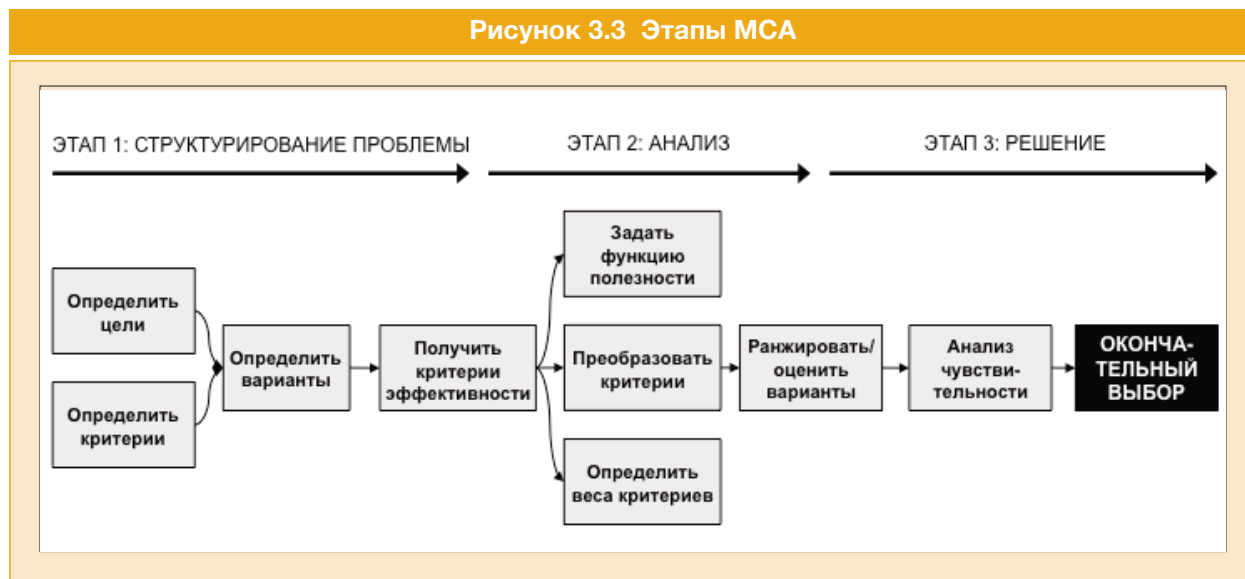 Рисунок 3.3 Этапы МСА
ЭТАП 1: СТРУКТУРИРОВАНИЕ ПРОБЛЕМЫ
ЭТАП 2: АНАЛИЗ
ЭТАП 3: РЕШЕНИЕ
Определить
цели
Определить
критерии
Определить
варианты
Получить
критерии
эффективности
Задать
функцию
полезности
Преобразовать
критерии
Определить
веса критериев
Ранжировать/
оценить
варианты
Анализ
чувстви-
тельности
ОКОНЧА-
ТЕЛЬНЫЙ
ВЫБОР